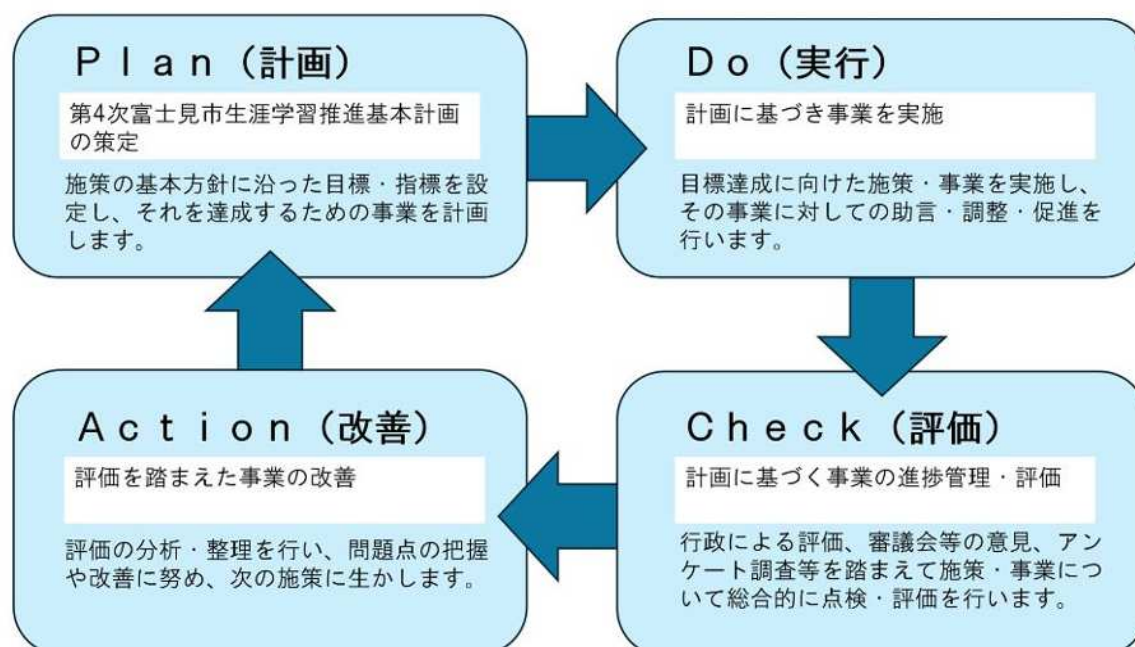 Plan（計画）
第4次富士見市生涯学習推進基本計画
の策定
施策の基本方針に沿った目標・指標を設
定し、それを達成するための事業を計画
します。
Do（実行）
計画に基づき事業を実施
目標達成に向けた施策・事業を実施し、
その事業に対しての助言・調整・促進を
行います。
Check（評価）
計画に基づく事業の進捗管理・評価
行政による評価、審議会等の意見、アン
ケート調査等を踏まえて施策・事業につ
いて総合的に点検・評価を行います。
Action（改善）
評価を踏まえた事業の改善
評価の分析・整理を行い、問題点の把握
や改善に努め、次の施策に生かします。